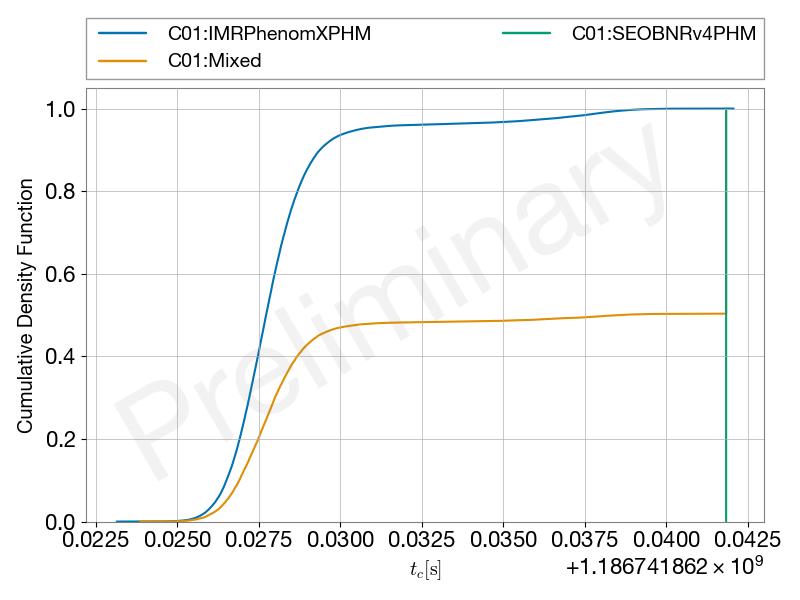 C01:IMRPhenomXPHM C01:SEOBNRv4PHM
C01:Mixed
Cumulative Density Function
1.0
0.8
0.6
0.4
0.2
0.0
Preliminary
0.0225 0.0250 0.0275 0.0300 0.0325 0.0350 0.0375 0.0400 0.0425
t_c[s]
+1.186741862 × 10⁹